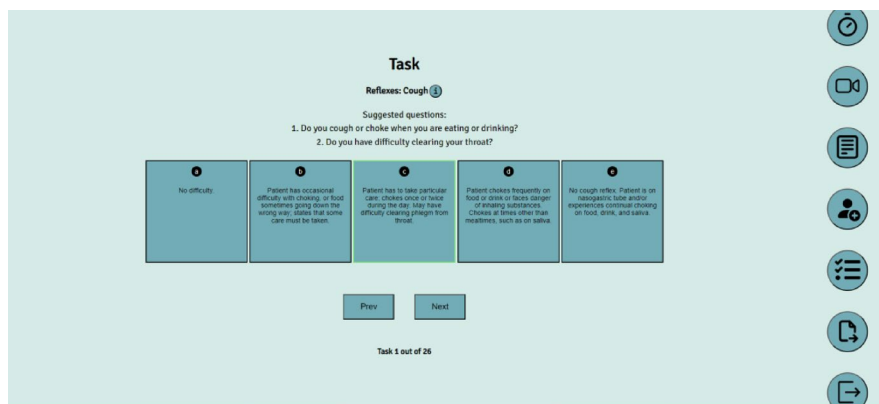 Task
Reflexes: Cough i
Suggested questions:
1. Do you cough or choke when you are eating or drinking?
2. Do you have difficulty clearing your throat?
a
No difficulty.
b
Patient has occasional
difficulty with choking, or food
sometimes going down the
wrong way; states that some
care must be taken.
c
Patient has to take particular
care; chokes once or twice
during the day. May have
difficulty clearing phlegm from
throat.
d
Patient chokes frequently on
food or drink or faces danger
of inhaling substances.
Chokes at times other than
mealtimes, such as on saliva.
e
No cough reflex. Patient is on
nasogastric tube and/or
experiences continual choking
on food, drink, and saliva.
Prev
Next
Task 1 out of 26